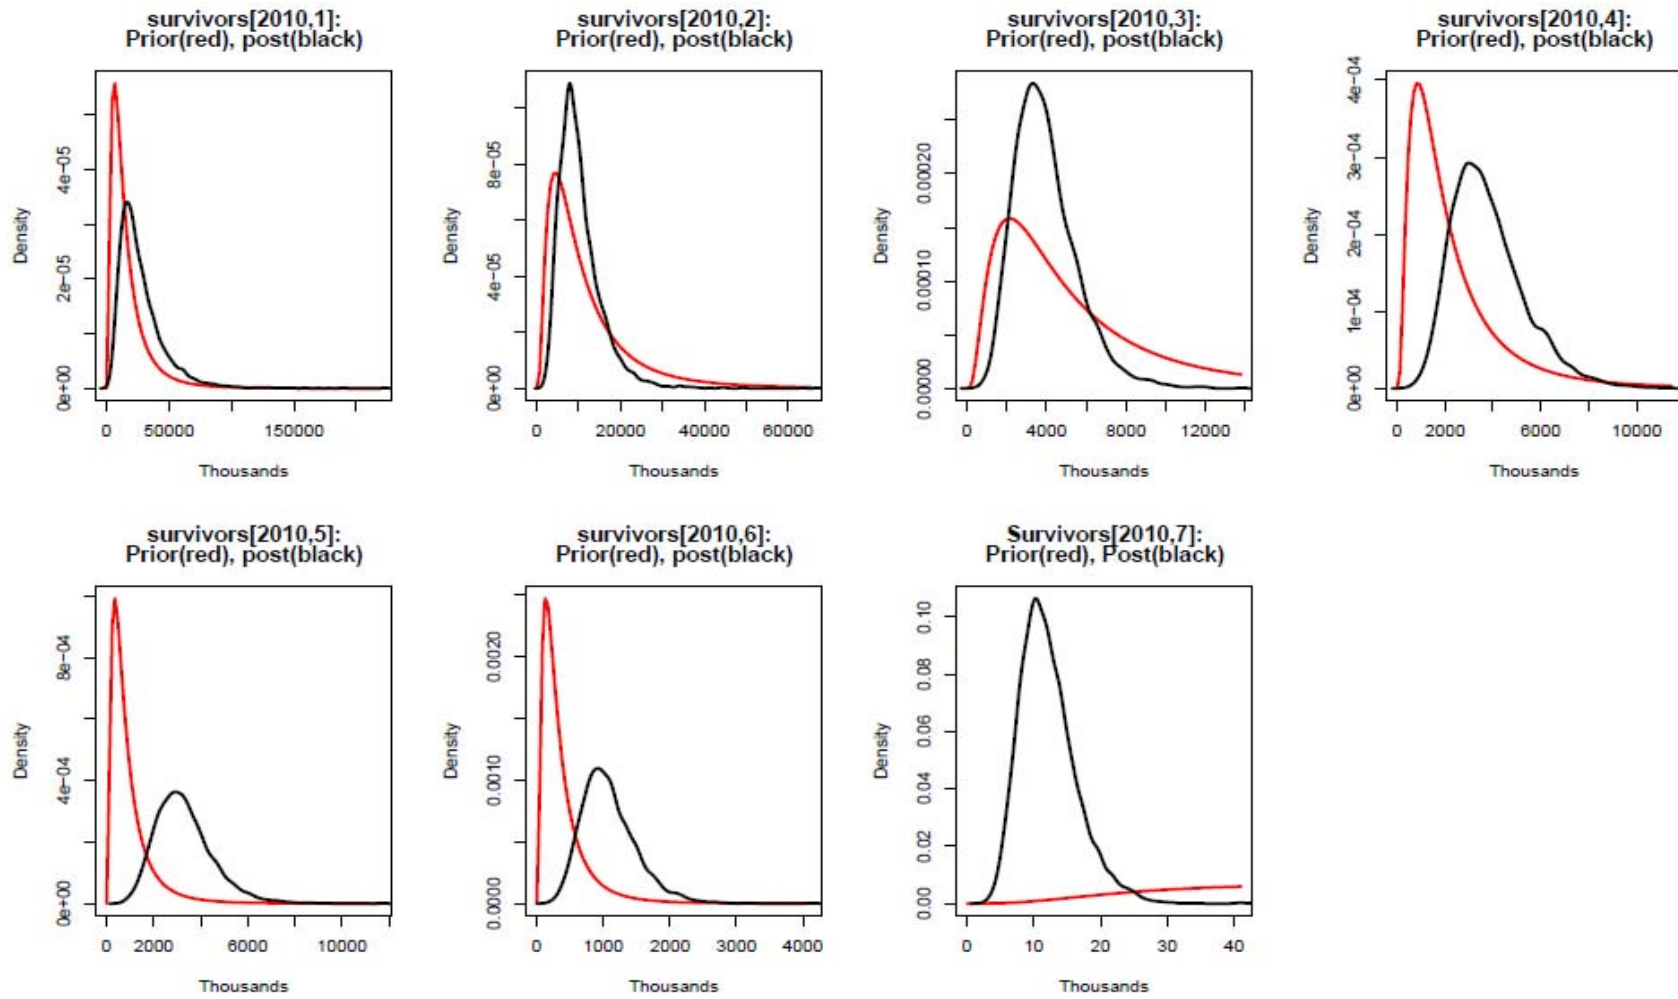 survivors[2010,1]:
Prior(red), post(black)
Density
0e+00
2e-05
4e-05
0
50000
150000
Thousands
survivors[2010,2]:
Prior(red), post(black)
Density
0e+00
4e-05
8e-05
0
20000
40000
60000
Thousands
survivors[2010,3]:
Prior(red), post(black)
Density
0.00000
0.00010
0.00020
0
4000
8000
12000
Thousands
survivors[2010,4]:
Prior(red), post(black)
Density
0e+00
1e-04
2e-04
3e-04
4e-04
0
2000
6000
10000
Thousands
survivors[2010,5]:
Prior(red), post(black)
Density
0e+00
4e-04
8e-04
0
2000
6000
10000
Thousands
survivors[2010,6]:
Prior(red), post(black)
Density
0.0000
0.0010
0.0020
0
1000
2000
3000
4000
Thousands
Survivors[2010,7]:
Prior(red), Post(black)
Density
0.00
0.02
0.04
0.06
0.08
0.10
0
10
20
30
40
Thousands